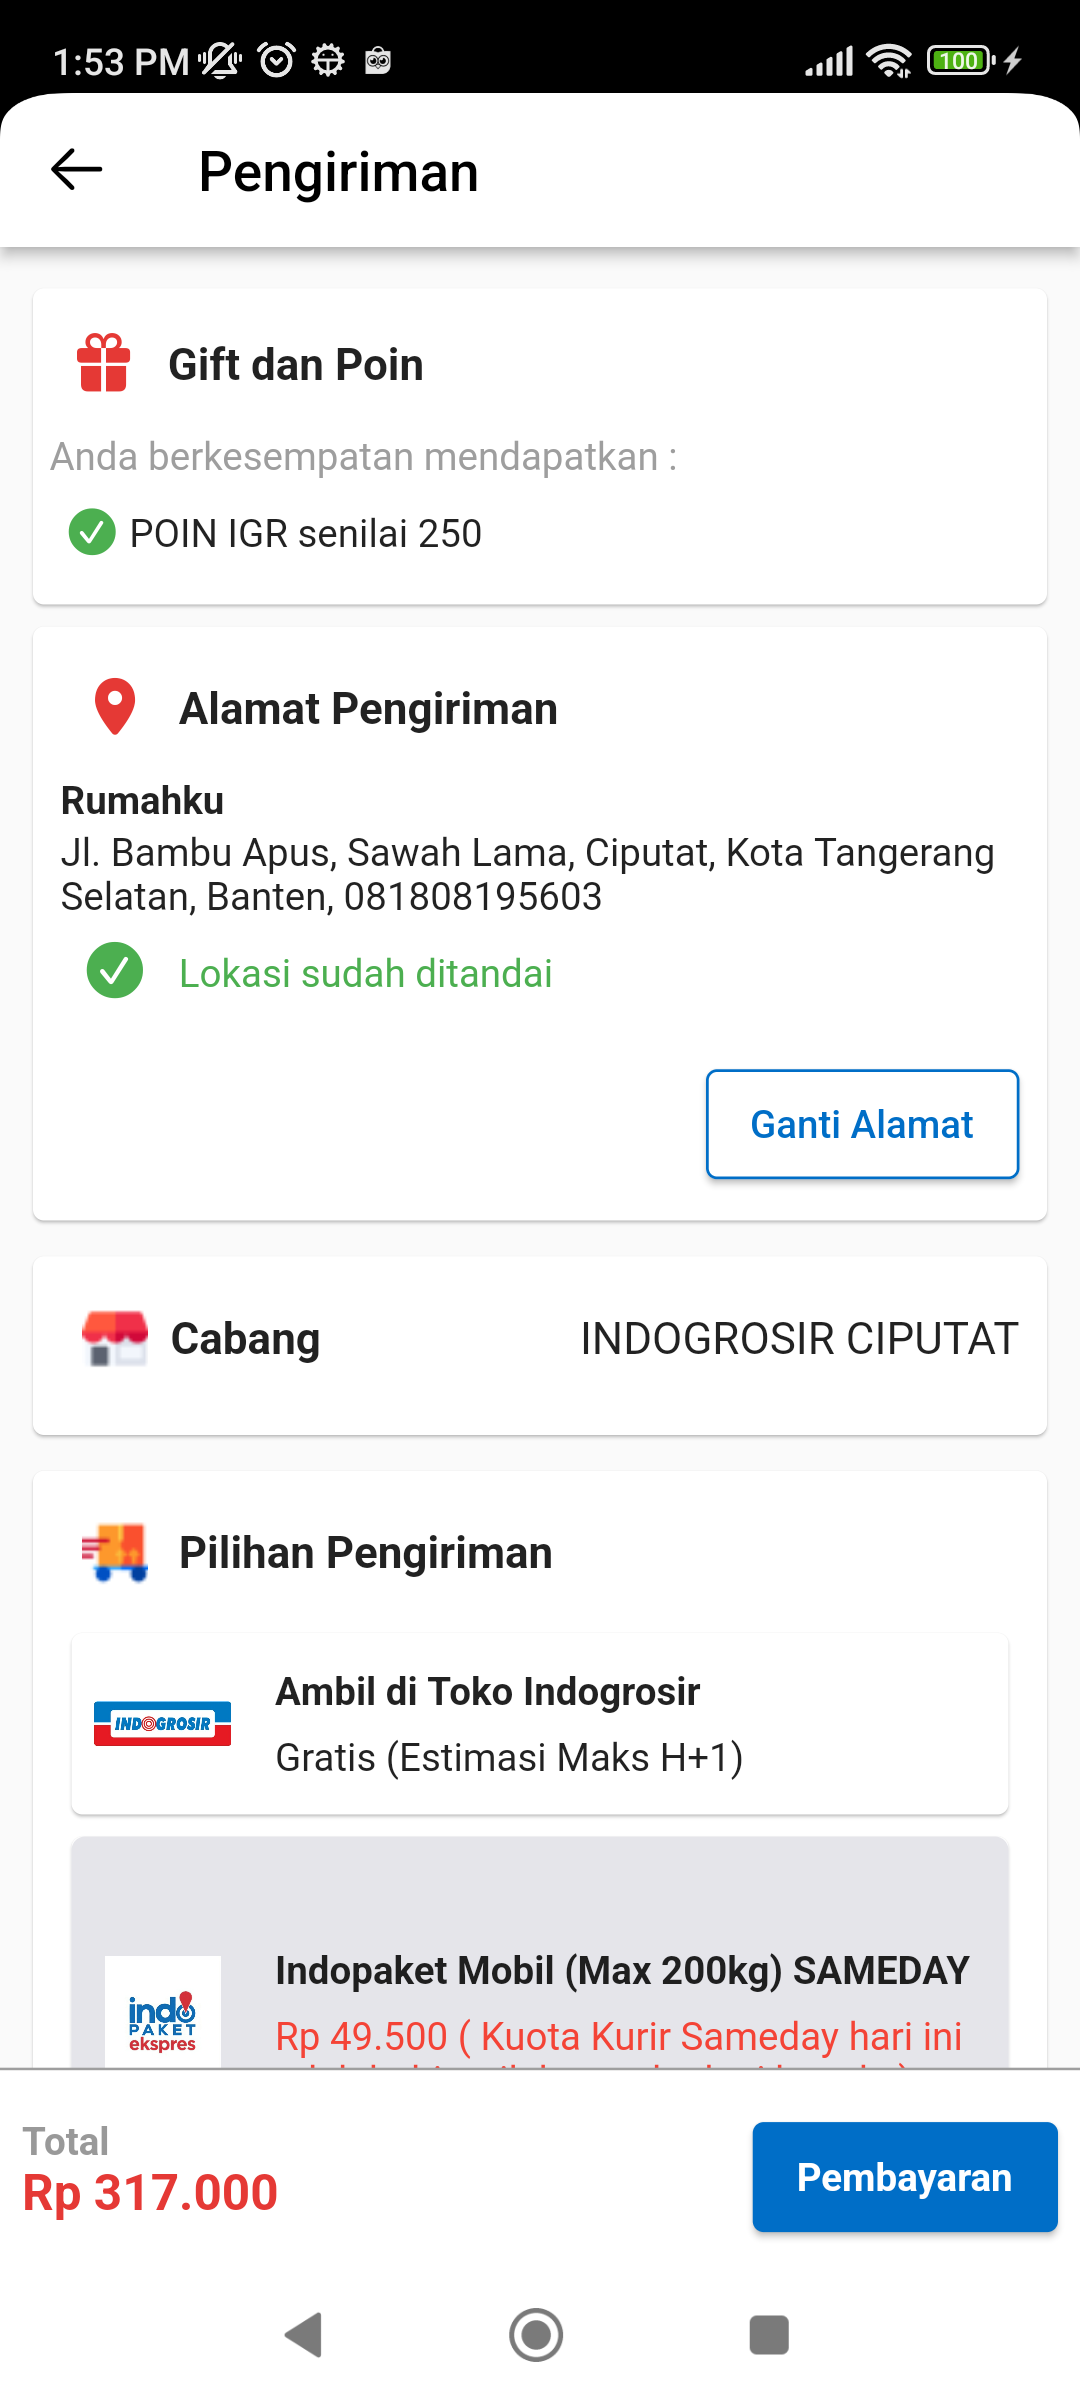 1:53 PM
100
Pengiriman
Gift dan Poin
Anda berkesempatan mendapatkan :
POIN IGR senilai 250
Alamat Pengiriman
Rumahku
Jl. Bambu Apus, Sawah Lama, Ciputat, Kota Tangerang
Selatan, Banten, 081808195603
Lokasi sudah ditandai
Ganti Alamat
Cabang
INDOGROSIR CIPUTAT
Pilihan Pengiriman
INDOGROSIR
Ambil di Toko Indogrosir
Gratis (Estimasi Maks H+1)
indo
PAKET
ekspres
Indopaket Mobil (Max 200kg) SAMEDAY
Rp 49.500 ( Kuota Kurir Sameday hari ini
Total
Rp 317.000
Pembayaran